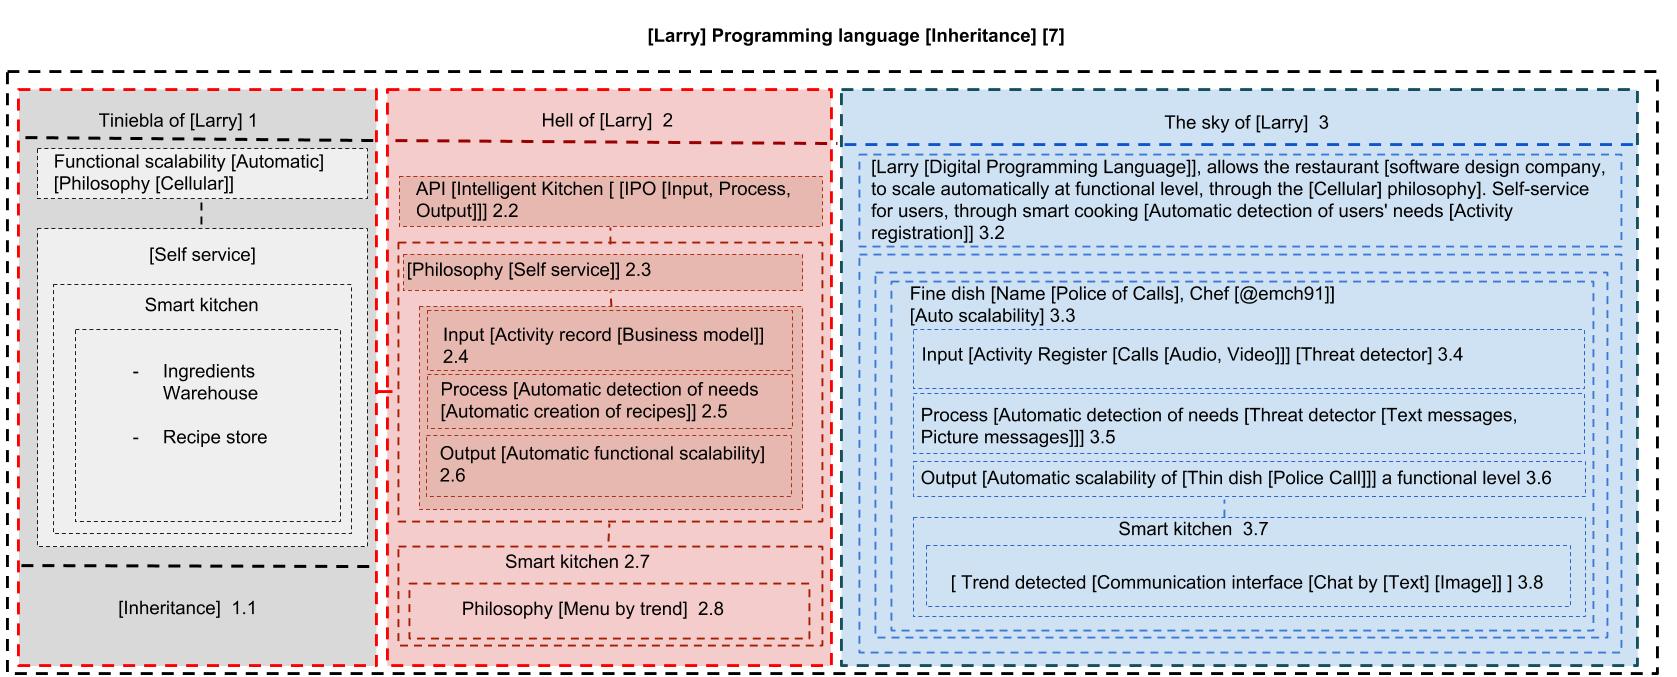 [Larry] Programming language [Inheritance] [7]
Tiniebla of [Larry] 1
Functional scalability [Automatic]
[Philosophy [Cellular]]
[Self service]
Smart kitchen
- Ingredients
Warehouse
- Recipe store
[Inheritance] 1.1
Hell of [Larry] 2
API [Intelligent Kitchen [ [IPO [Input, Process,
Output]]] 2.2
[Philosophy [Self service]] 2.3
Input [Activity record [Business model]]
2.4
Process [Automatic detection of needs
[Automatic creation of recipes]] 2.5
Output [Automatic functional scalability]
2.6
Smart kitchen 2.7
Philosophy [Menu by trend] 2.8
The sky of [Larry] 3
[Larry [Digital Programming Language]], allows the restaurant [software design company,
to scale automatically at functional level, through the [Cellular] philosophy]. Self-service
for users, through smart cooking [Automatic detection of users' needs [Activity
registration]] 3.2
Fine dish [Name [Police of Calls], Chef [@emch91]]
[Auto scalability] 3.3
Input [Activity Register [Calls [Audio, Video]]] [Threat detector] 3.4
Process [Automatic detection of needs [Threat detector [Text messages,
Picture messages]]] 3.5
Output [Automatic scalability of [Thin dish [Police Call]]] a functional level 3.6
Smart kitchen 3.7
[ Trend detected [Communication interface [Chat by [Text] [Image]] ] 3.8